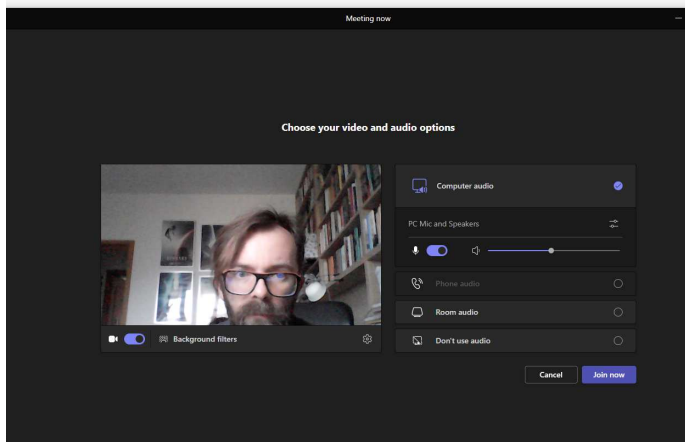 Meeting now
Choose your video and audio options
Computer audio
PC Mic and Speakers
Phone audio
Room audio
Don't use audio
Background filters
Cancel
Join now